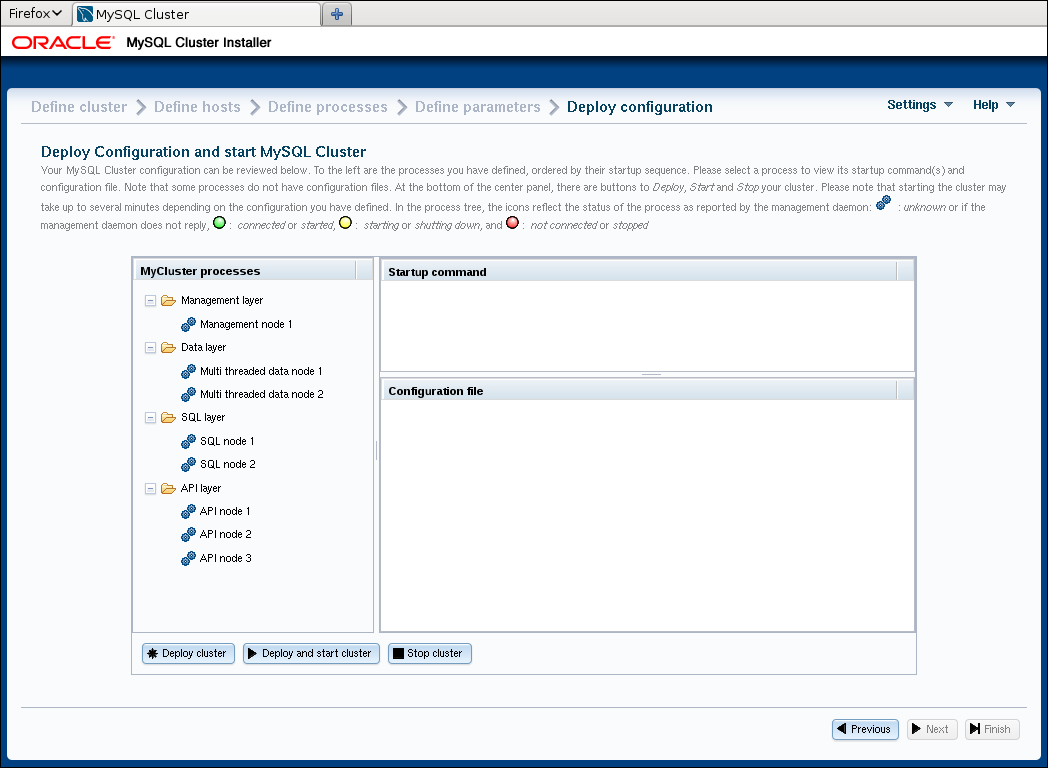 Firefox
MySQL Cluster
ORACLE® MySQL Cluster Installer
Define cluster Define hosts Define processes Define parameters Deploy configuration Settings Help
Deploy Configuration and start MySQL Cluster
Your MySQL Cluster configuration can be reviewed below. To the left are the processes you have defined, ordered by their startup sequence. Please select a process to view its startup command(s) and
configuration file. Note that some processes do not have configuration files. At the bottom of the center panel, there are buttons to Deploy, Start and Stop your cluster. Please note that starting the cluster may
take up to several minutes depending on the configuration you have defined. In the process tree, the icons reflect the status of the process as reported by the management daemon: : unknown or if the
management daemon does not reply, : connected or started, : starting or shutting down, and : not connected or stopped
MyCluster processes
Management layer
Management node 1
Data layer
Multi threaded data node 1
Multi threaded data node 2
SQL layer
SQL node 1
SQL node 2
API layer
API node 1
API node 2
API node 3
Startup command
Configuration file
Deploy cluster Deploy and start cluster Stop cluster
Previous Next Finish